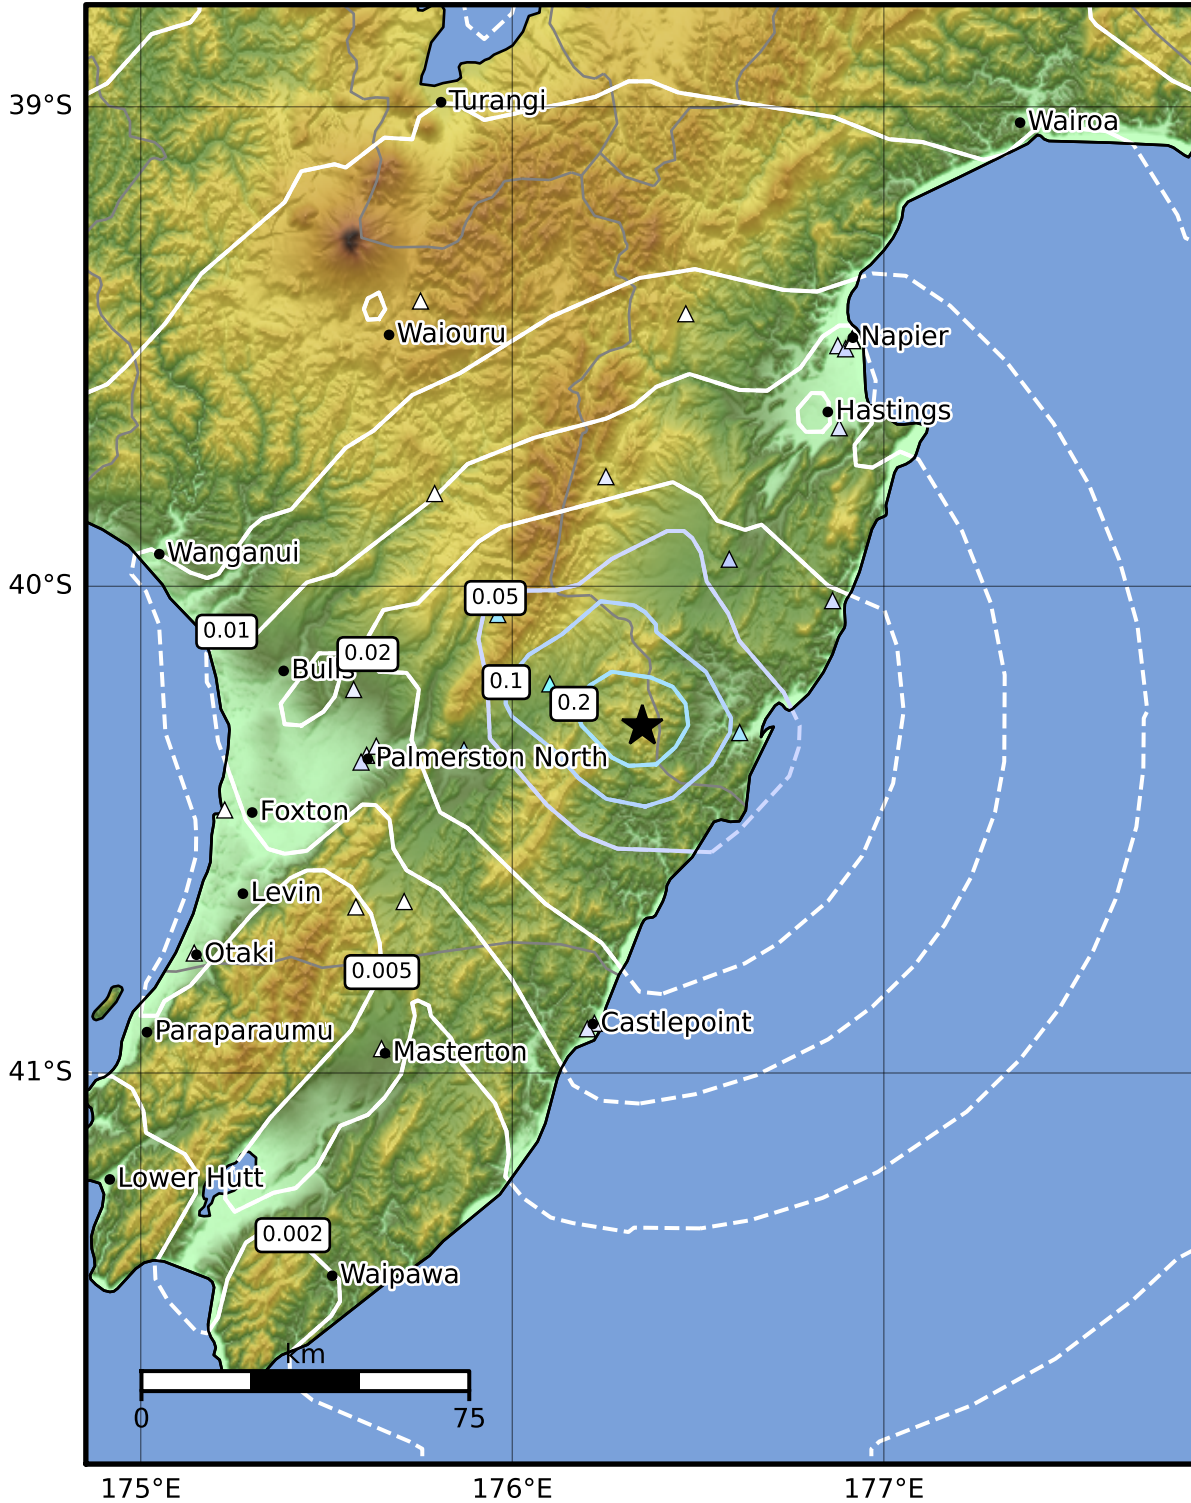 39°S
Turangi
Wairoa
Waiouru
Napier
Hastings
Wanganui
40°S
0.05
0.01
0.02
Bulls
0.1
0.2
Palmerston North
Foxton
Levin
Otaki
0.005
Castlepoint
Paraparaumu
Masterton
41°S
Lower Hutt
0.002
Waipawa
km
0
75
175°E
176°E
177°E